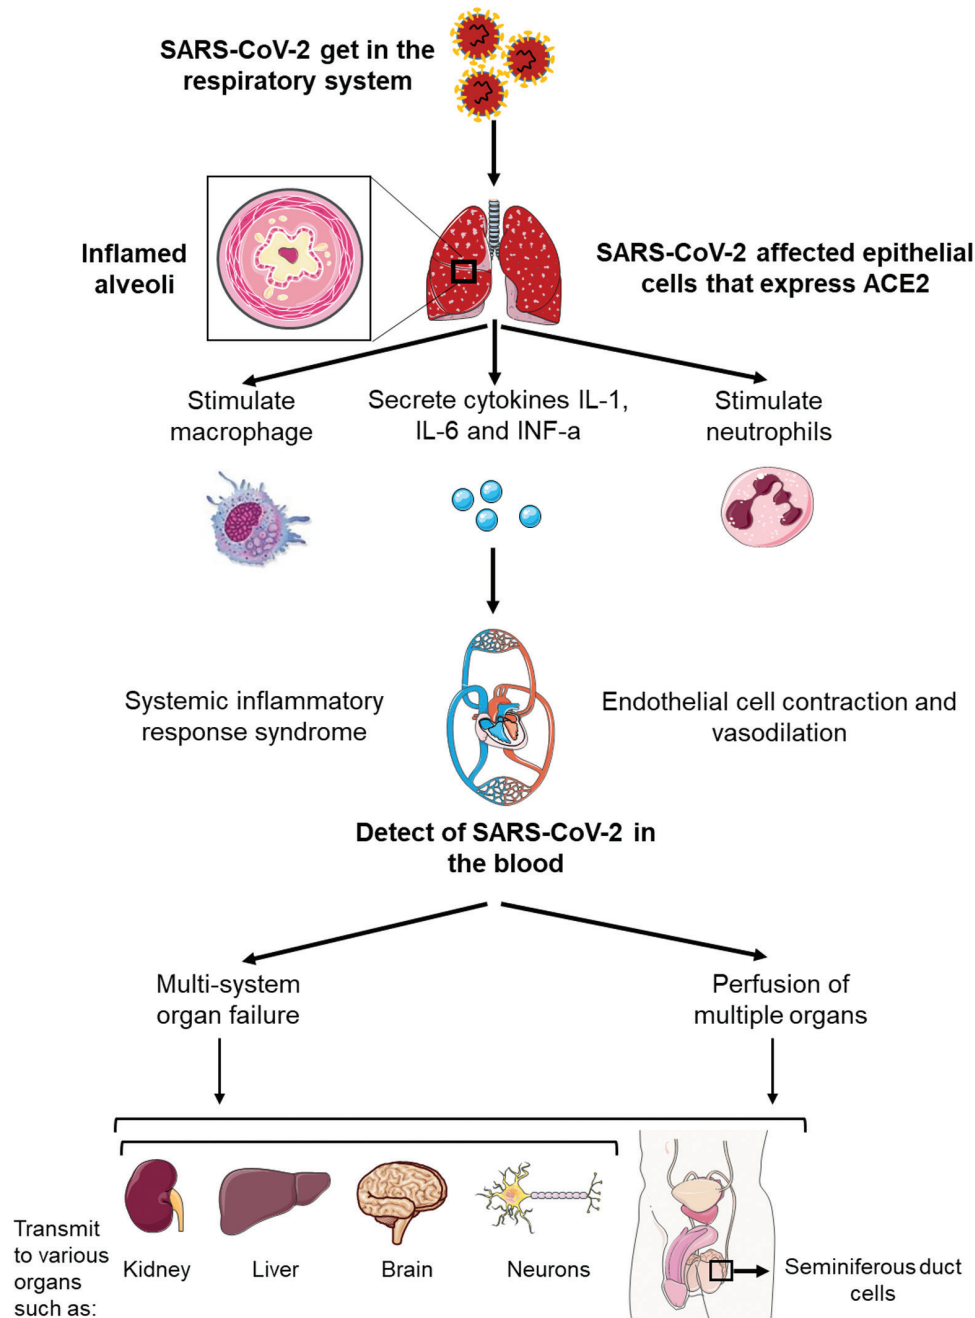 SARS-CoV-2 get in the
respiratory system
Inflamed
alveoli
SARS-CoV-2 affected epithelial
cells that express ACE2
Stimulate
macrophage
Secrete cytokines IL-1,
IL-6 and INF-a
Stimulate
neutrophils
Systemic inflammatory
response syndrome
Endothelial cell contraction and
vasodilation
Detect of SARS-CoV-2 in
the blood
Multi-system
organ failure
Perfusion of
multiple organs
Transmit
to various
organs
such as:
Kidney
Liver
Brain
Neurons
Seminiferous duct
cells